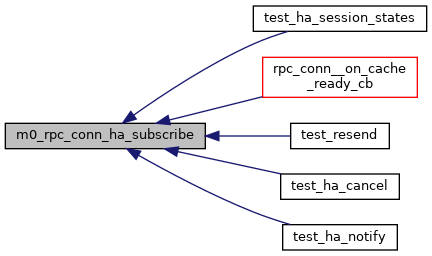 test_ha_session_states
rpc_conn__on_cache
_ready_cb
m0_rpc_conn_ha_subscribe
test_resend
test_ha_cancel
test_ha_notify